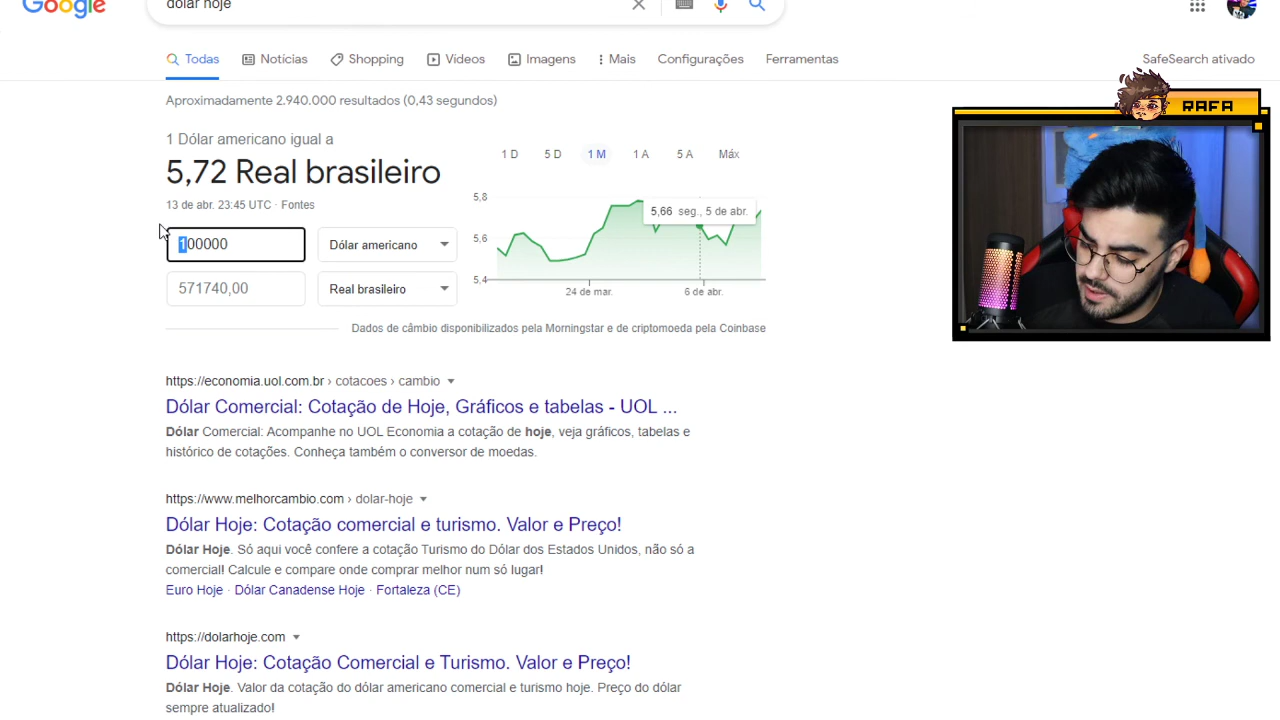 Google
dolar hoje
Todas
Notícias
Shopping
Vídeos
Imagens
Mais
Configurações
Ferramentas
SafeSearch ativado
Aproximadamente 2.940.000 resultados (0,43 segundos)
RAFA
1 Dólar americano igual a
5,72 Real brasileiro
13 de abr. 23:45 UTC · Fontes
100000
Dólar americano
571740,00
Real brasileiro
1 D
5 D
1 M
1 A
5 A
Máx
5,8
5,6
5,4
5,66 seg., 5 de abr.
24 de mar.
6 de abr.
Dados de câmbio disponibilizados pela Morningstar e de criptomoeda pela Coinbase
https://economia.uol.com.br › cotacoes › cambio
Dólar Comercial: Cotação de Hoje, Gráficos e tabelas - UOL ...
Dólar Comercial: Acompanhe no UOL Economia a cotação de hoje, veja gráficos, tabelas e
histórico de cotações. Conheça também o conversor de moedas.
https://www.melhorcambio.com › dolar-hoje
Dólar Hoje: Cotação comercial e turismo. Valor e Preço!
Dólar Hoje. Só aqui você confere a cotação Turismo do Dólar dos Estados Unidos, não só a
comercial! Calcule e compare onde comprar melhor num só lugar!
Euro Hoje · Dólar Canadense Hoje · Fortaleza (CE)
https://dolarhoje.com
Dólar Hoje: Cotação Comercial e Turismo. Valor e Preço!
Dólar Hoje. Valor da cotação do dólar americano comercial e turismo hoje. Preço do dólar
sempre atualizado!